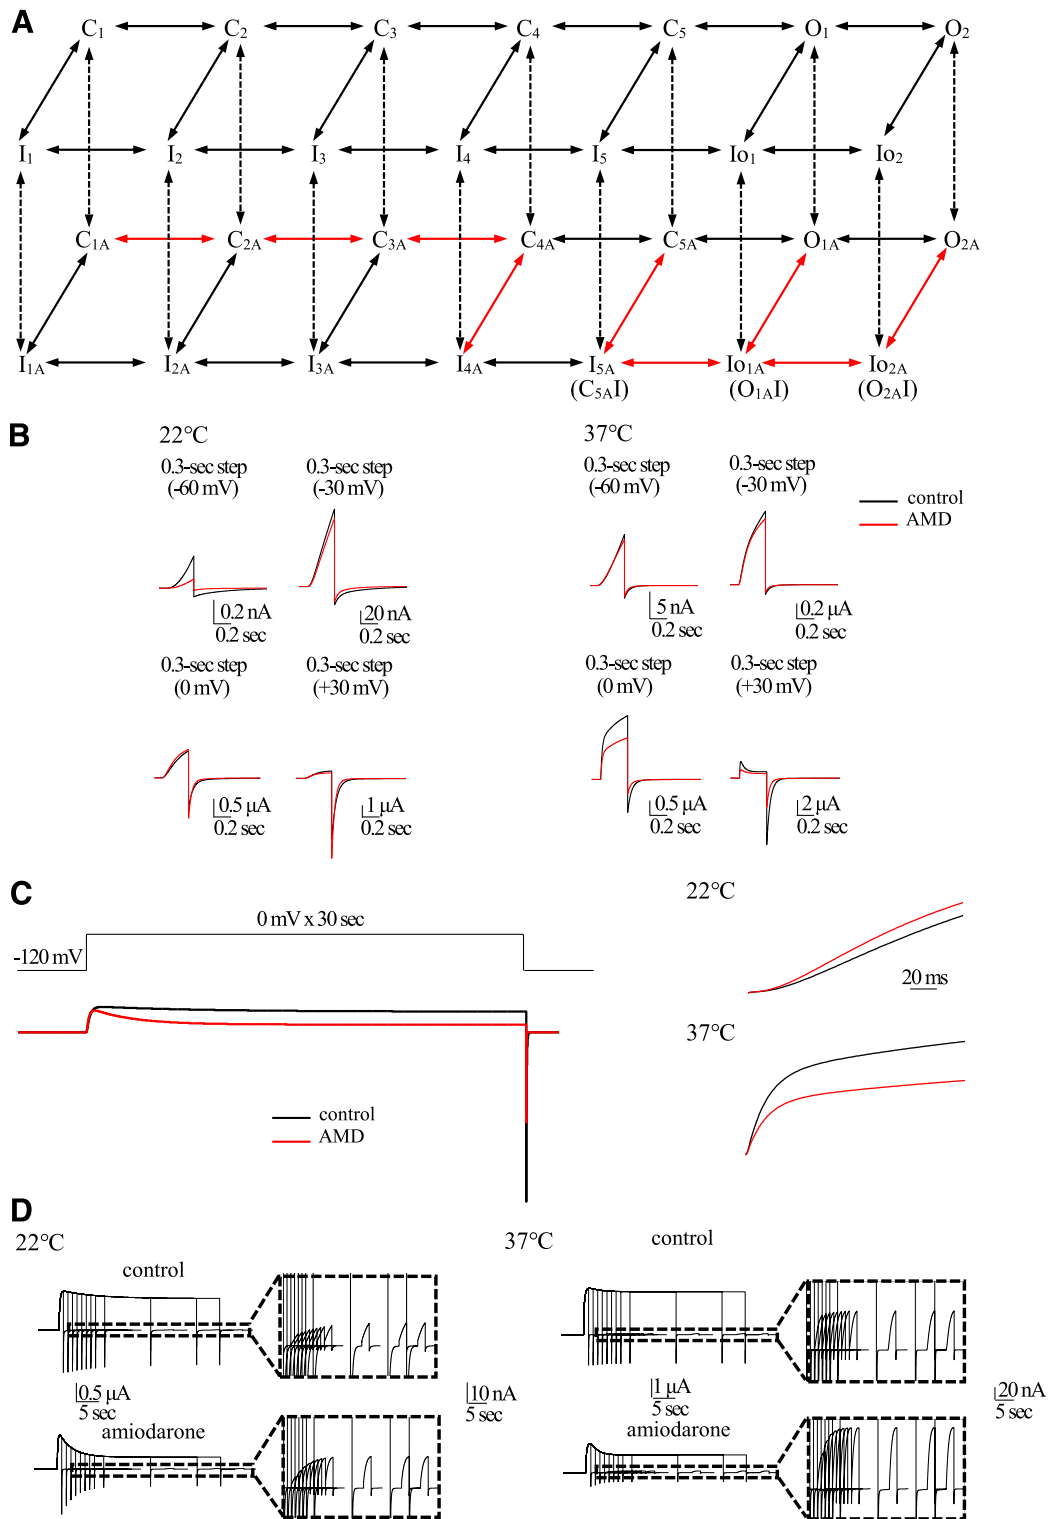 A
C1 C2 C3 C4 C5 O1 O2
I1 I2 I3 I4 I5 Io1 Io2
C1A C2A C3A C4A C5A O1A O2A
I1A I2A I3A I4A I5A Io1A Io2A
(C5AI) (O1AI) (O2AI)
B
22°C
37°C
0.3-sec step
(-60 mV)
0.3-sec step
(-30 mV)
0.3-sec step
(-60 mV)
0.3-sec step
(-30 mV)
control
AMD
0.2 nA
0.2 sec
20 nA
0.2 sec
5 nA
0.2 sec
0.2 µA
0.2 sec
0.3-sec step
(0 mV)
0.3-sec step
(+30 mV)
0.3-sec step
(0 mV)
0.3-sec step
(+30 mV)
0.5 µA
0.2 sec
1 µA
0.2 sec
0.5 µA
0.2 sec
2 µA
0.2 sec
C
0 mV x 30 sec
-120 mV
control
AMD
22°C
20 ms
37°C
D
22°C
control
0.5 µA
5 sec
10 nA
5 sec
amiodarone
37°C
control
1 µA
5 sec
20 nA
5 sec
amiodarone